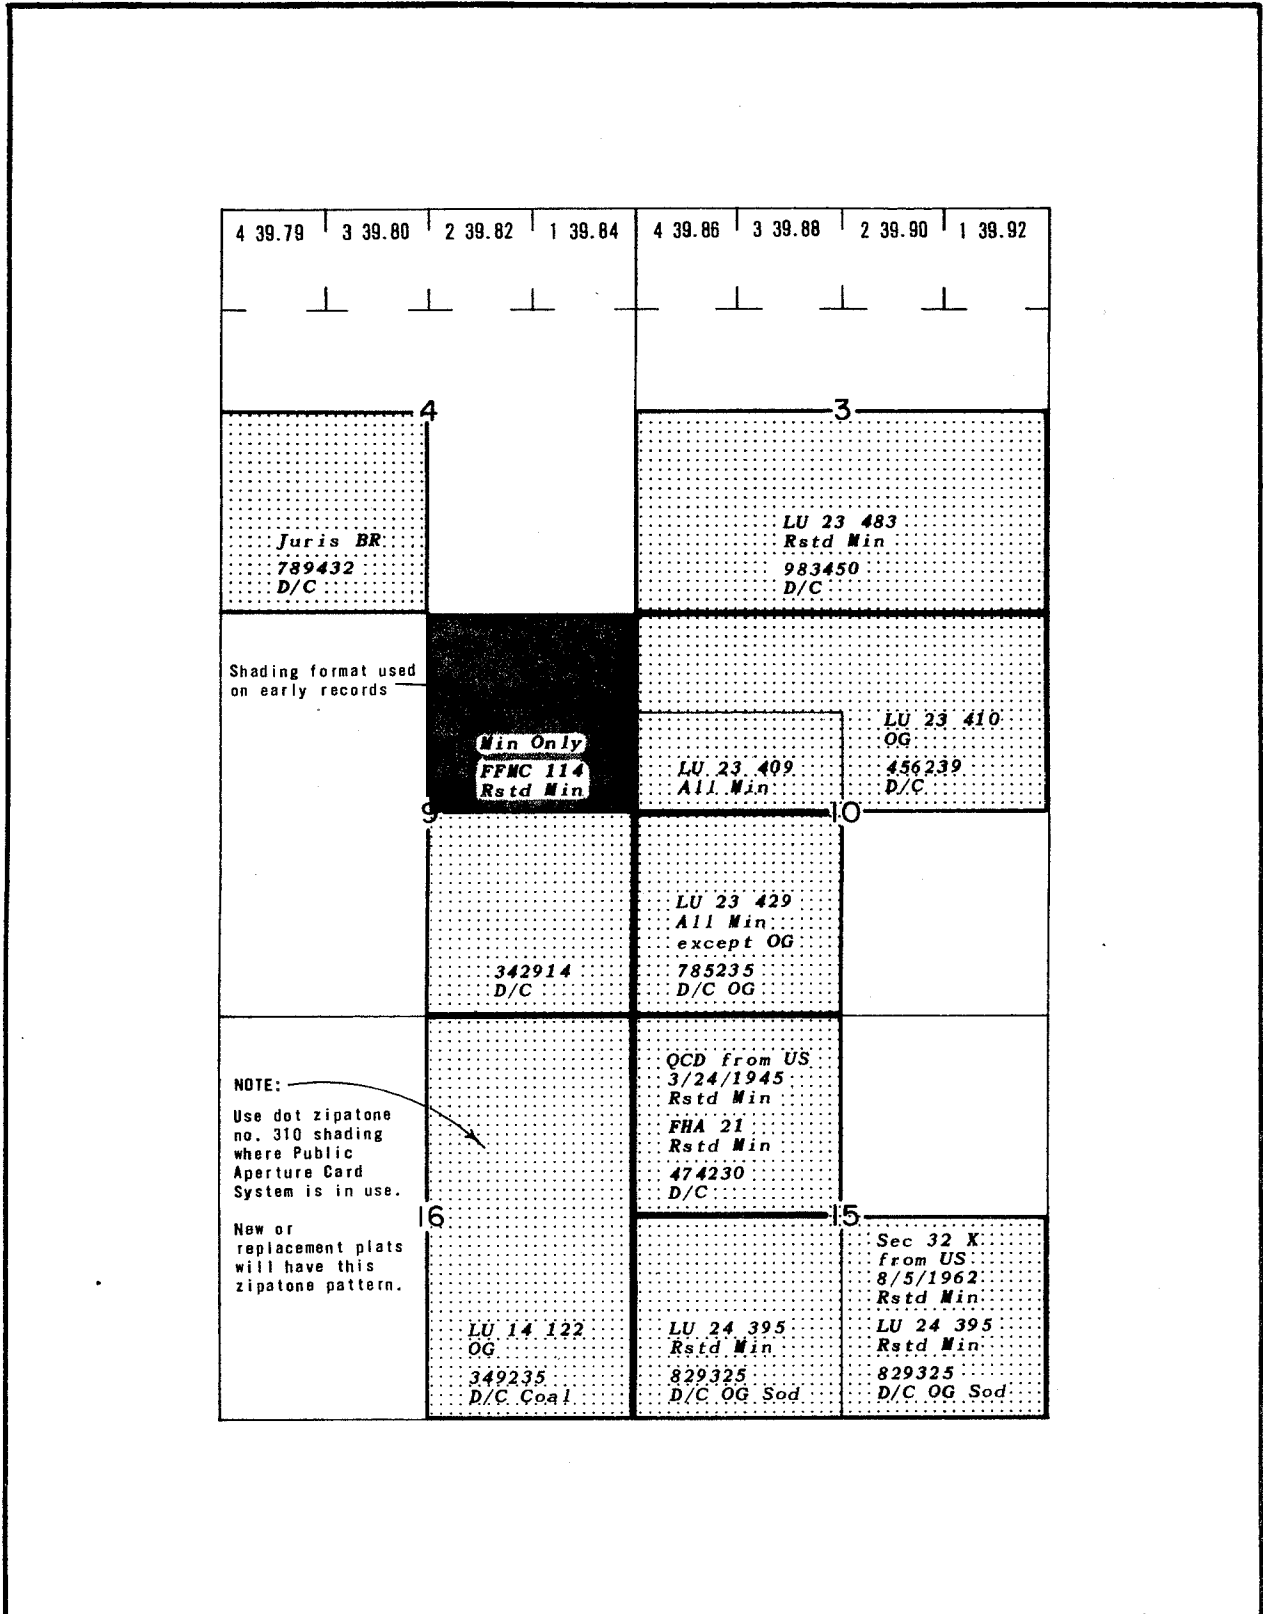 4 39.79 3 39.80 2 39.82 1 39.84 4 39.86 3 39.88 2 39.90 1 39.92
4
3
Juris BR
789432
D/C
LU 23 483
Rstd Min
983450
D/C
Shading format used
on early records
Min Only
FFMC 114
Rstd Min
LU 23 409
All Min
LU 23 410
OG
456239
D/C
9
10
342914
D/C
LU 23 429
All Min
except OG
785235
D/C OG
NOTE:
Use dot zipatone
no. 310 shading
where Public
Aperture Card
System is in use.
New or
replacement plats
will have this
zipatone pattern.
QCD from US
3/24/1945
Rstd Min
FHA 21
Rstd Min
474230
D/C
16
15
LU 14 122
OG
349235
D/C Coal
LU 24 395
Rstd Min
829325
D/C OG Sod
Sec 32 X
from US
8/5/1962
Rstd Min
LU 24 395
Rstd Min
829325
D/C OG Sod